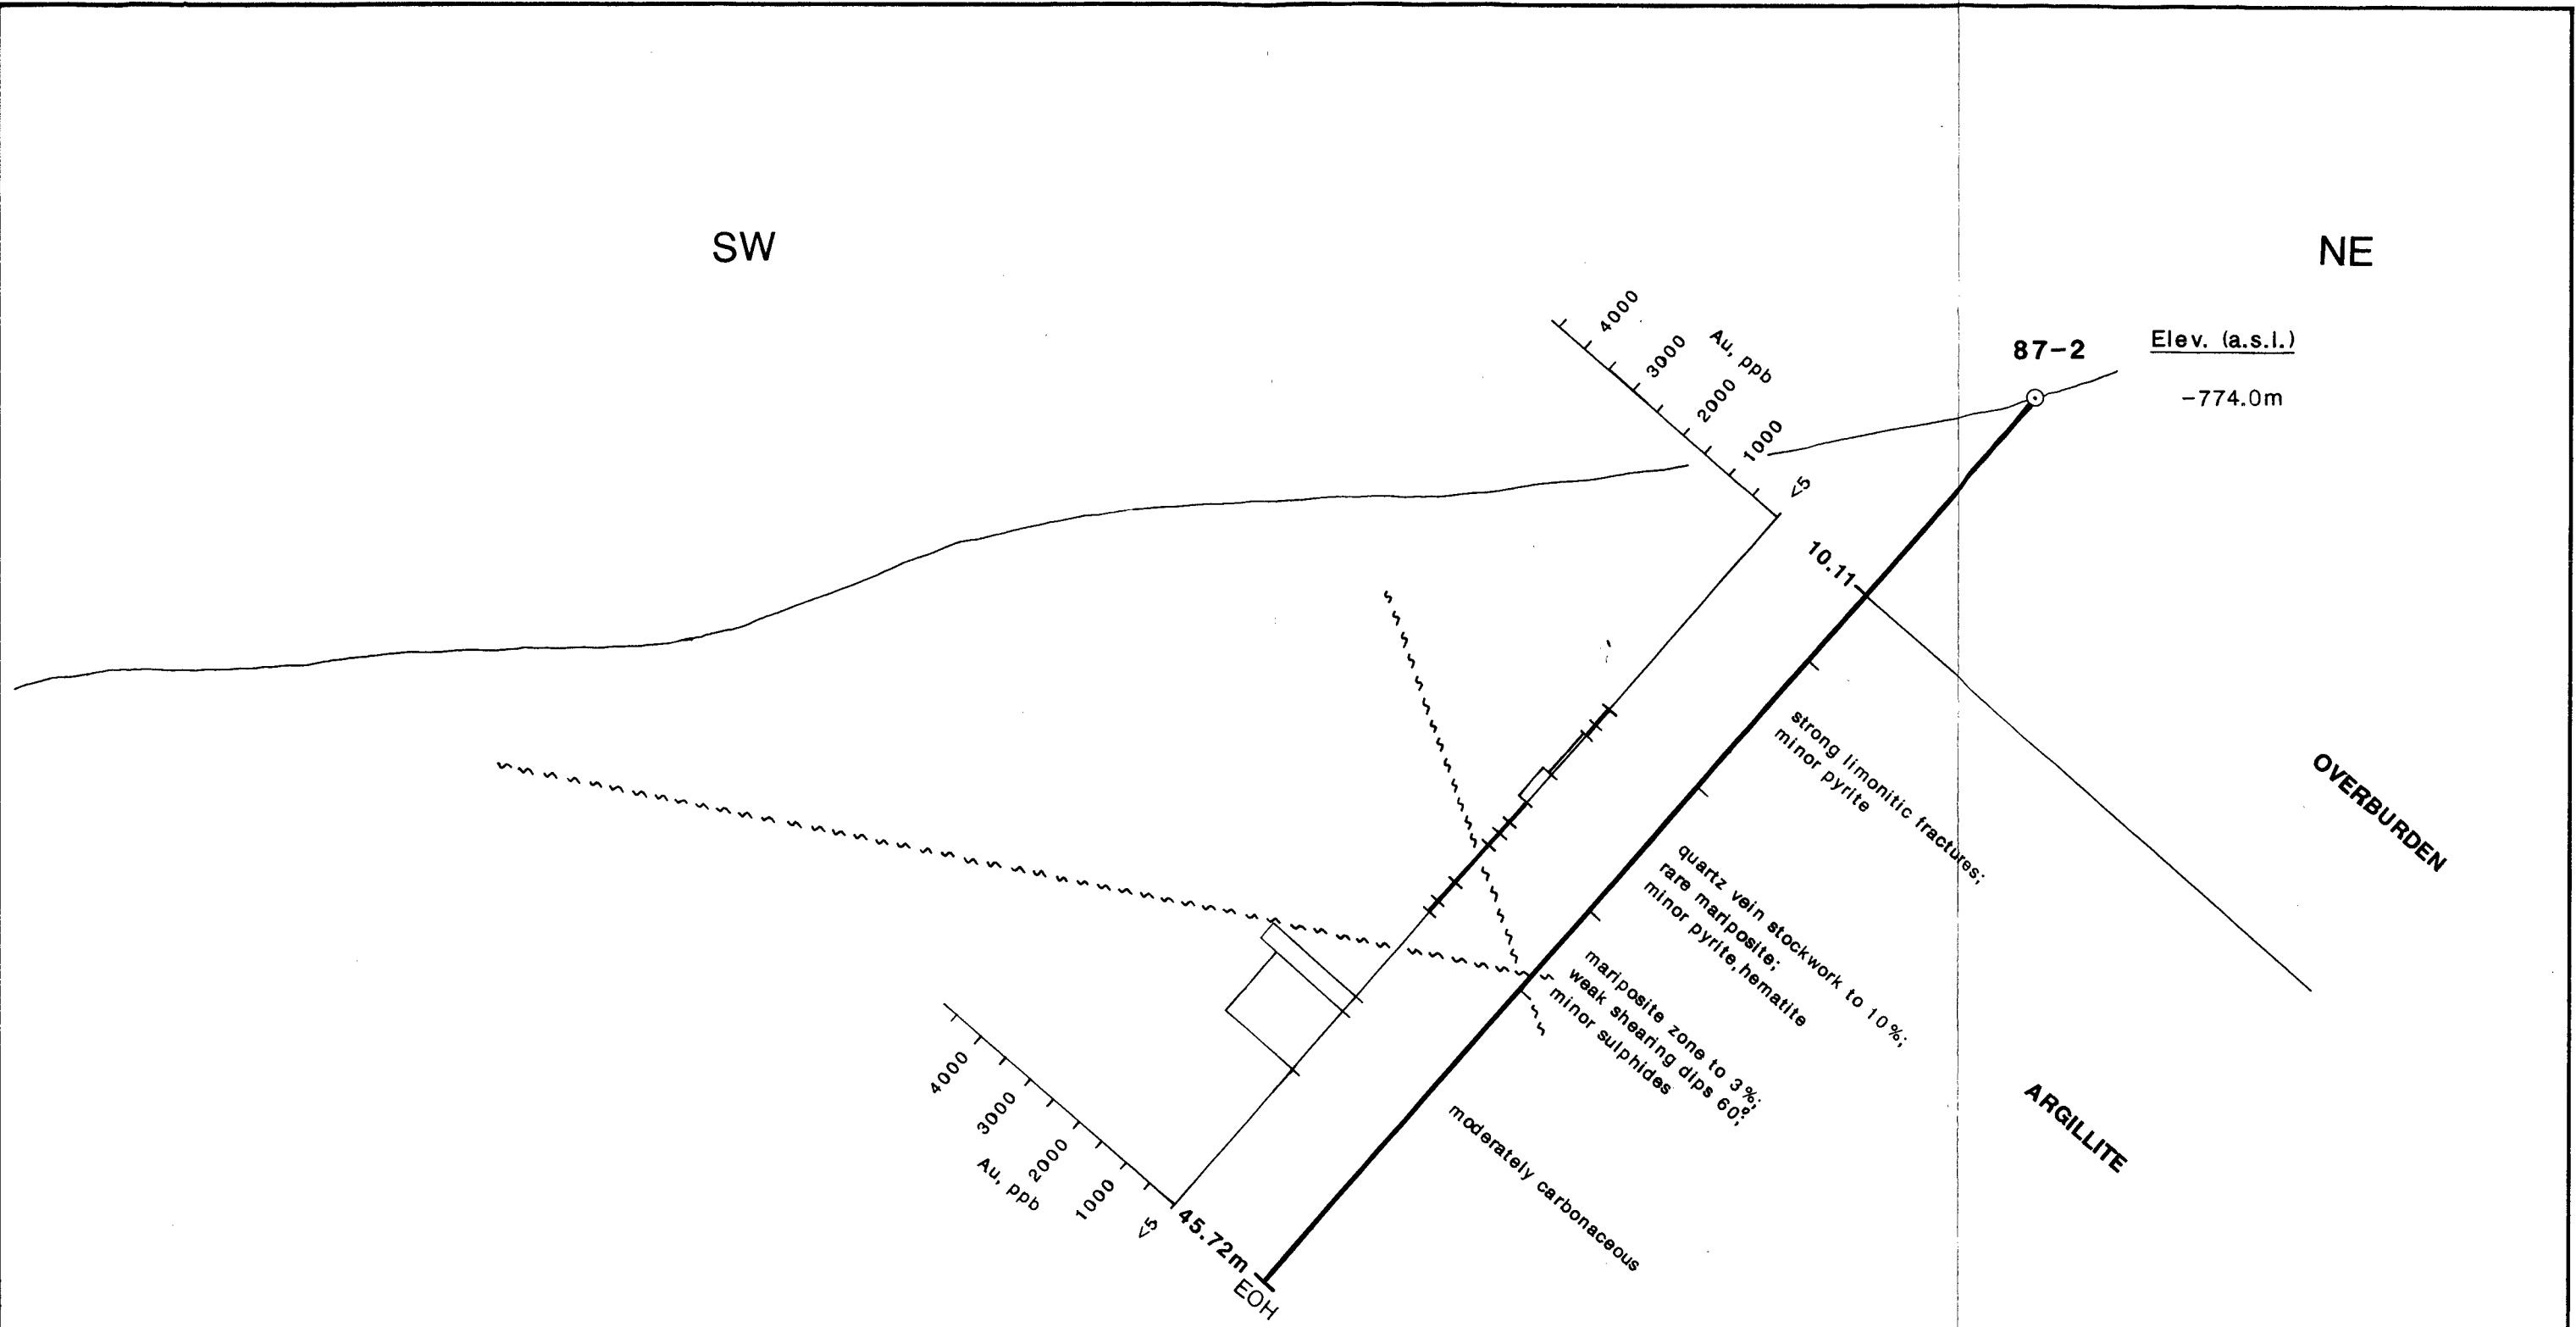 SW
NE
4000
3000
2000
1000
<5
Au, ppb
87-2
Elev. (a.s.l.)
-774.0m
10.11
strong limonitic fractures;
minor pyrite
OVERBURDEN
quartz vein stockwork to 10%;
rare mariposite;
minor pyrite, hematite
mariposite zone to 3%;
weak shearing dips 60°;
minor sulphides
ARGILLITE
moderately carbonaceous
4000
3000
2000
1000
<5
Au, ppb
45.72m
EOH